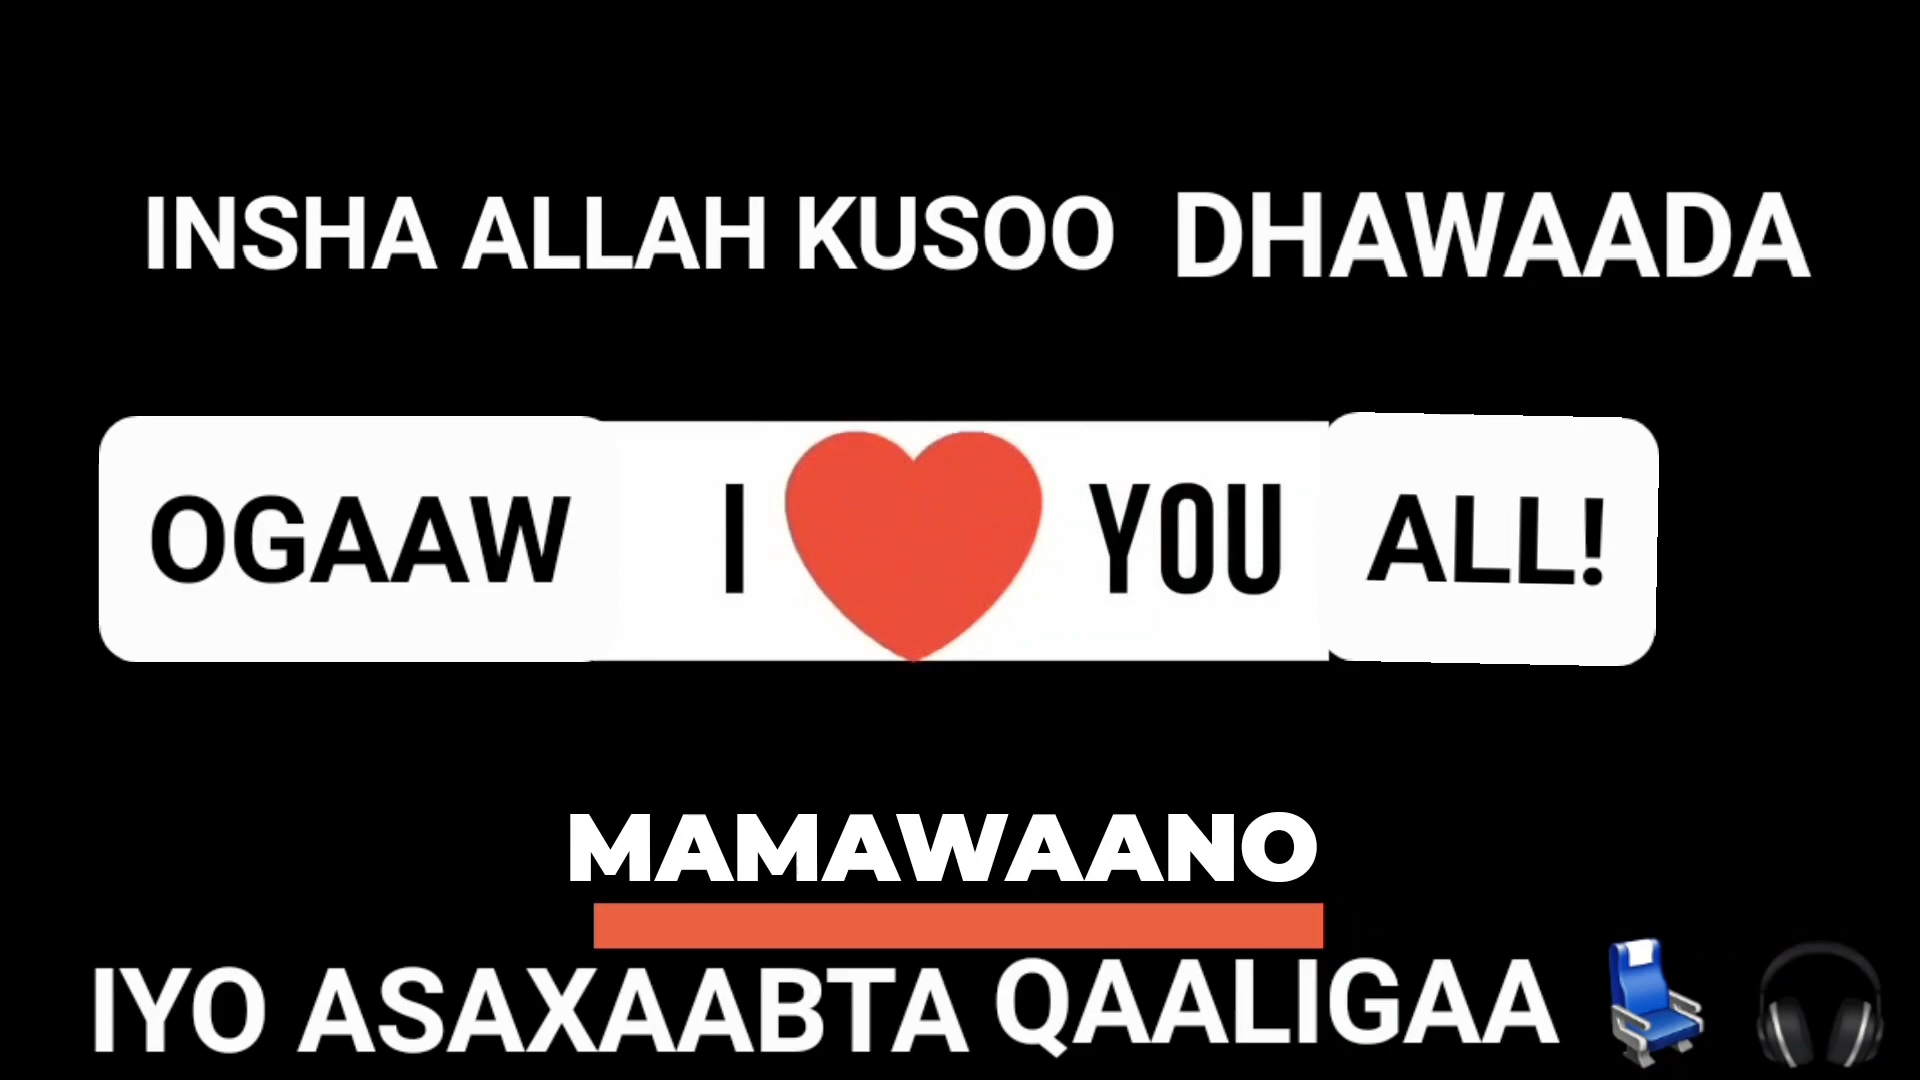 INSHA ALLAH KUSOO DHAWAADA
OGAAW I ❤ YOU ALL!
MAMAWAANO
IYO ASAXAABTA QAALIGAA 💺 🎧